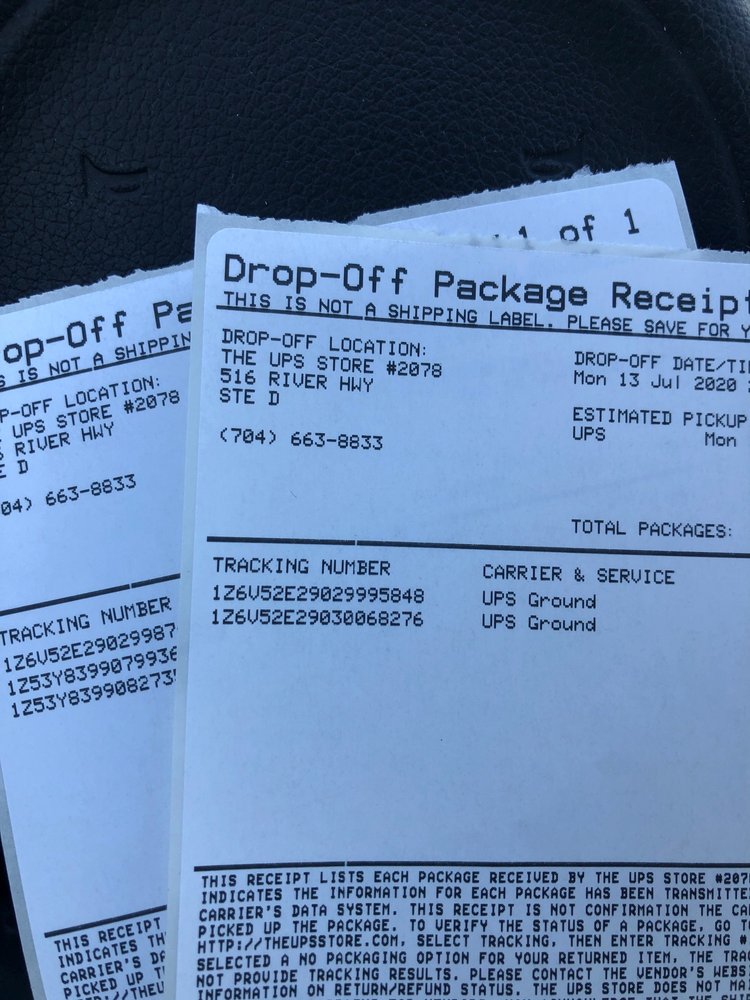 1 of 1
Drop-Off Package Receipt
THIS IS NOT A SHIPPING LABEL. PLEASE SAVE FOR Y
DROP-OFF LOCATION:
THE UPS STORE #2078
516 RIVER HWY
STE D
(704) 663-8833
DROP-OFF DATE/TI
Mon 13 Jul 2020
ESTIMATED PICKUP
UPS Mon
TOTAL PACKAGES:
TRACKING NUMBER CARRIER & SERVICE
1Z6V52E29029995848 UPS Ground
1Z6V52E29030068276 UPS Ground
THIS RECEIPT LISTS EACH PACKAGE RECEIVED BY THE UPS STORE #207
INDICATES THE INFORMATION FOR EACH PACKAGE HAS BEEN TRANSMITTE
CARRIER'S DATA SYSTEM. THIS RECEIPT IS NOT CONFIRMATION THE CA
PICKED UP THE PACKAGE. TO VERIFY THE STATUS OF A PACKAGE, GO T
HTTP://THEUPSSTORE.COM, SELECT TRACKING, THEN ENTER TRACKING #
SELECTED A NO PACKAGING OPTION FOR YOUR RETURNED ITEM, THE TRA
NOT PROVIDE TRACKING RESULTS. PLEASE CONTACT THE VENDOR'S WEBS
INFORMATION ON RETURN/REFUND STATUS. THE UPS STORE DOES NOT MA
op-Off Pa
S IS NOT A SHIPPIN
P-OFF LOCATION:
UPS STORE #2078
RIVER HWY
E D
04) 663-8833
TRACKING NUMBER
1Z6V52E29029987
1Z53Y8399079936
1Z53Y839908273
THIS RECEIPT
INDICATES TH
CARRIER'S DA
PICKED UP T